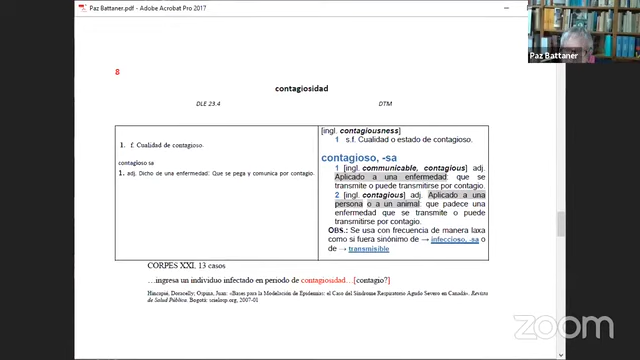 Paz Battaner.pdf - Adobe Acrobat Pro 2017
Paz Battaner
8
contagiosidad
DLE 23.4
DTM
1. f. Cualidad de contagioso.
contagioso sa
1. adj. Dicho de una enfermedad: Que se pega y comunica por contagio.
[ingl. contagiousness]
1 s.f. Cualidad o estado de contagioso.
contagioso, -sa
1 [ingl. communicable, contagious] adj.
Aplicado a una enfermedad: que se
transmite o puede transmitirse por contagio.
2 [ingl. contagious] adj. Aplicado a una
persona o a un animal: que padece una
enfermedad que se transmite o puede
transmitirse por contagio.
OBS.: Se usa con frecuencia de manera laxa
como si fuera sinónimo de → infeccioso, -sa o
de → transmisible
CORPES XXI, 13 casos
…ingresa un individuo infectado en periodo de contagiosidad…[contagio?]
Hincapié, Doracelly; Ospina, Juan: «Bases para la Modelación de Epidemias: el Caso del Síndrome Respiratorio Agudo Severo en Canadá». Revista
de Salud Pública. Bogotá: scielosp.org, 2007-01
zoom